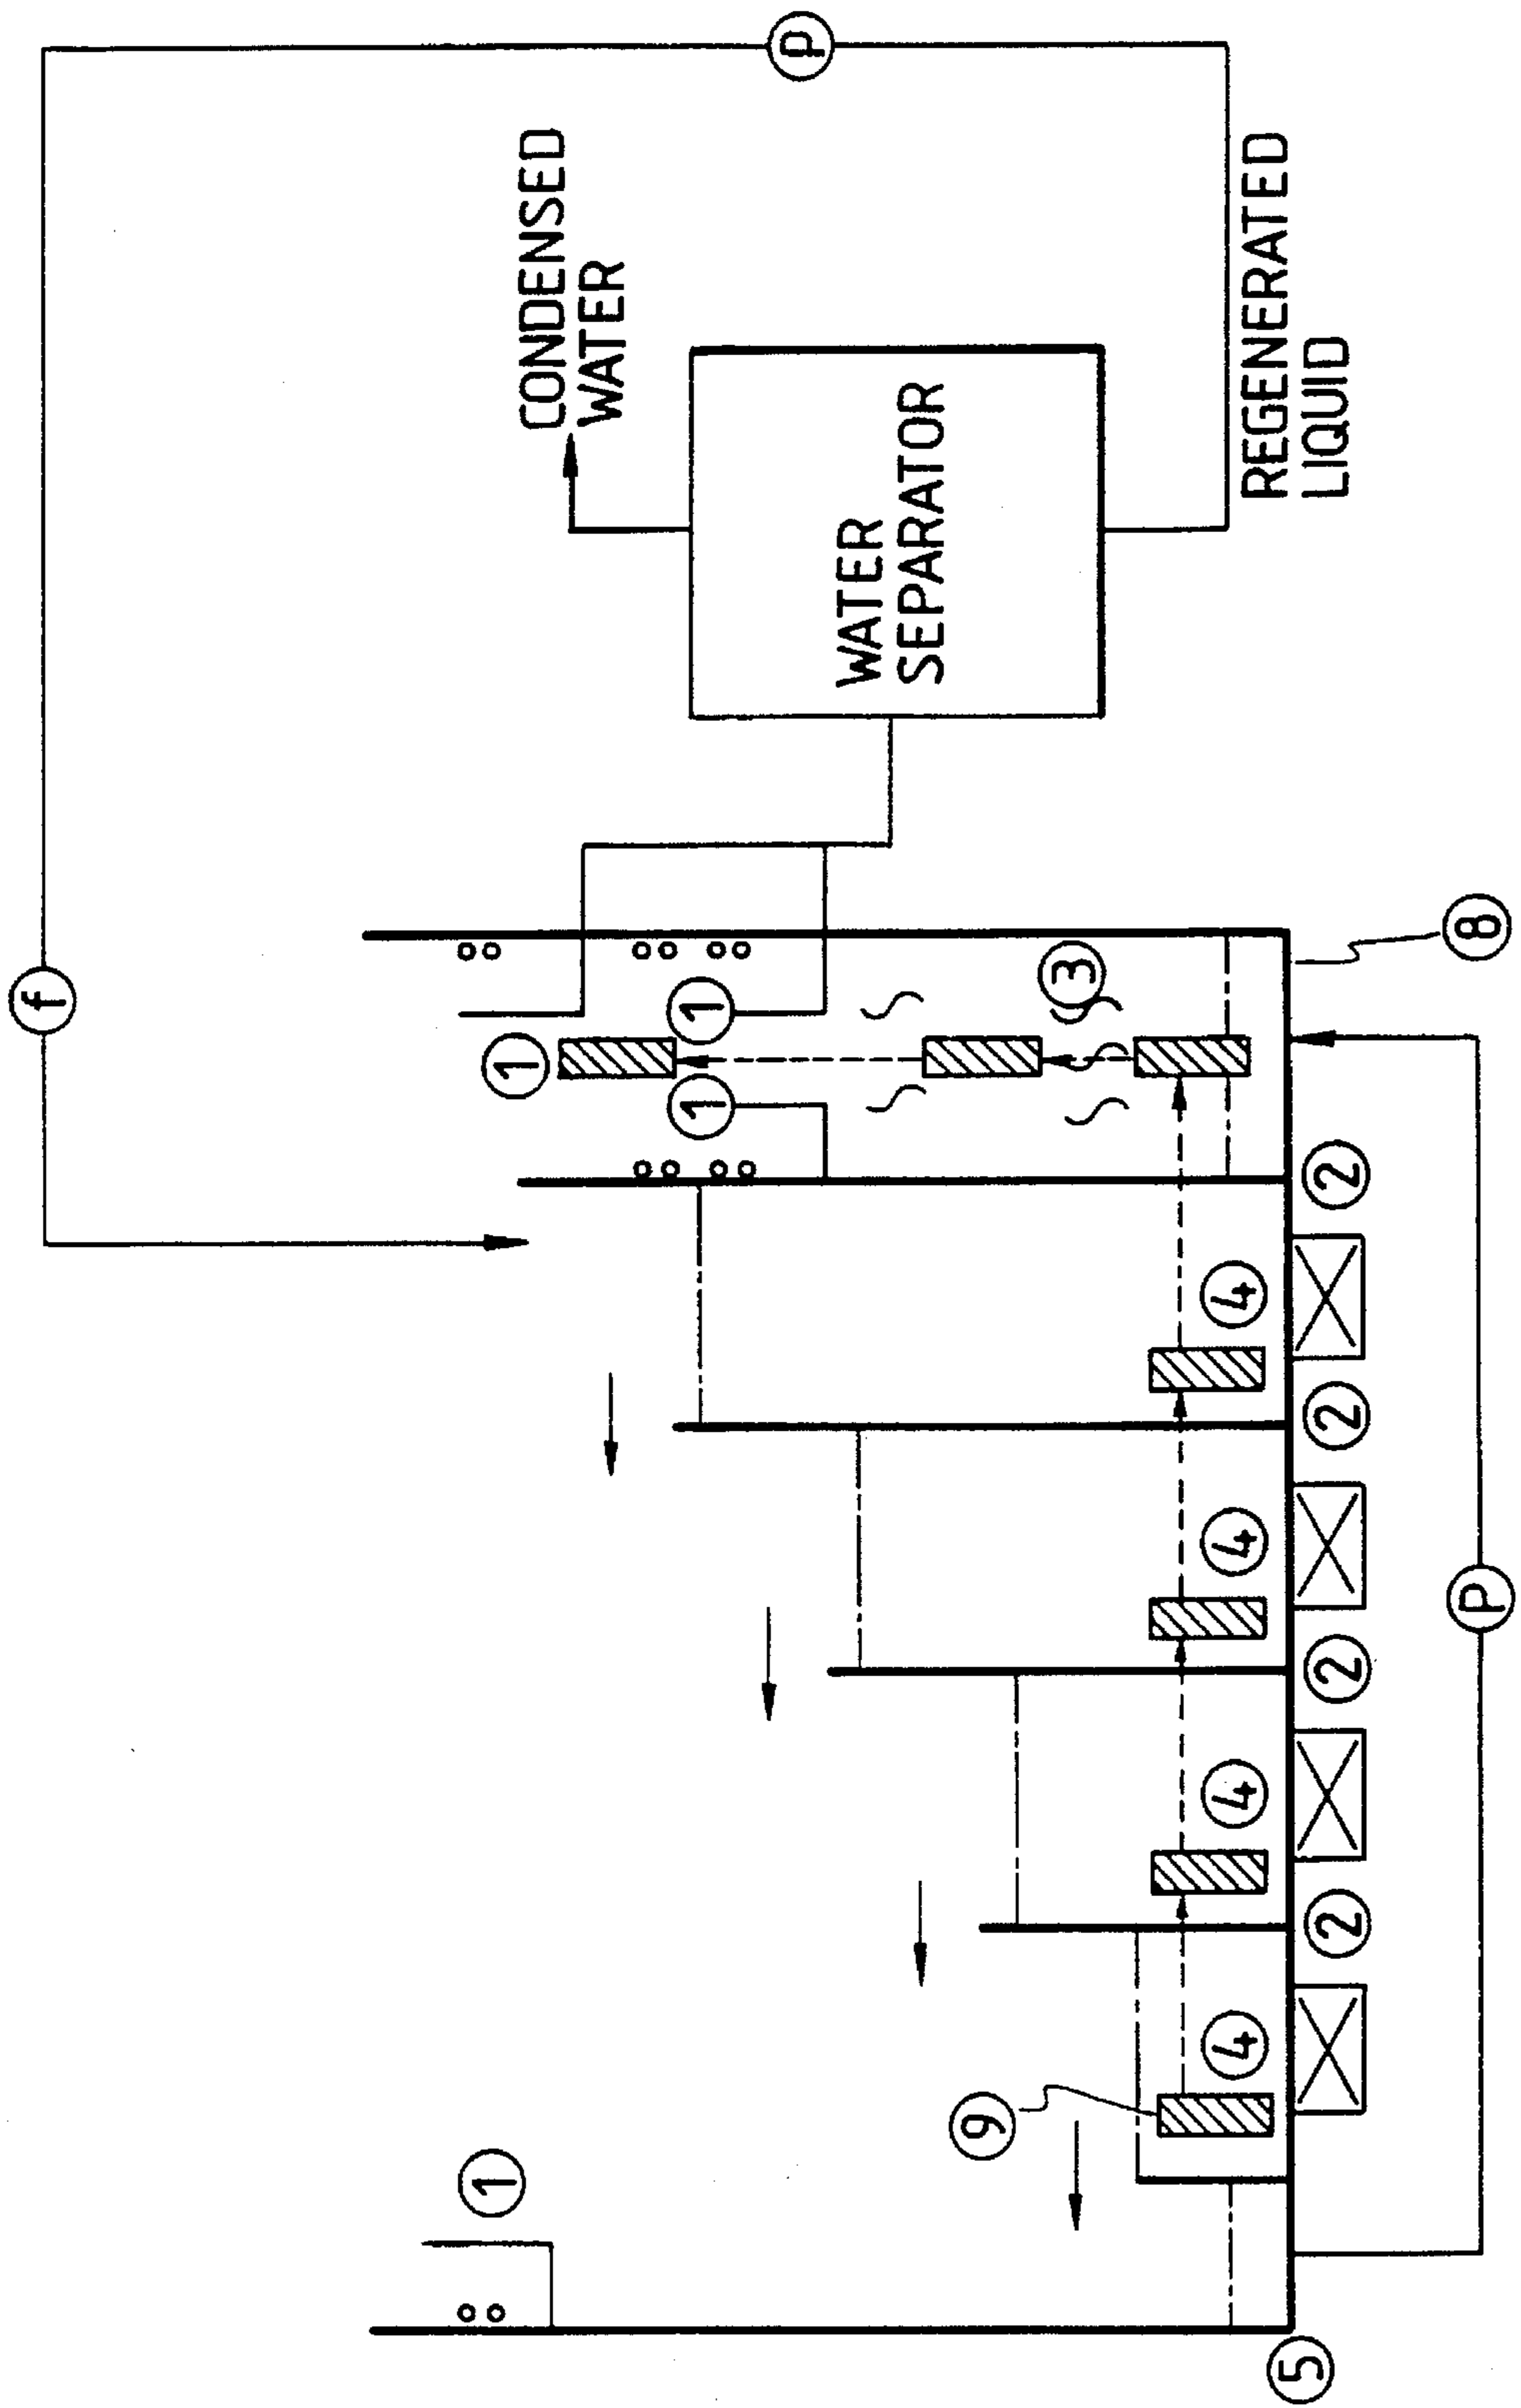 f
1
1
CONDENSED
WATER
1 1
p
WATER
SEPARATOR
9
3
4 4 4 4
REGENERATED
LIQUID
5
2 2 2 2
P
8